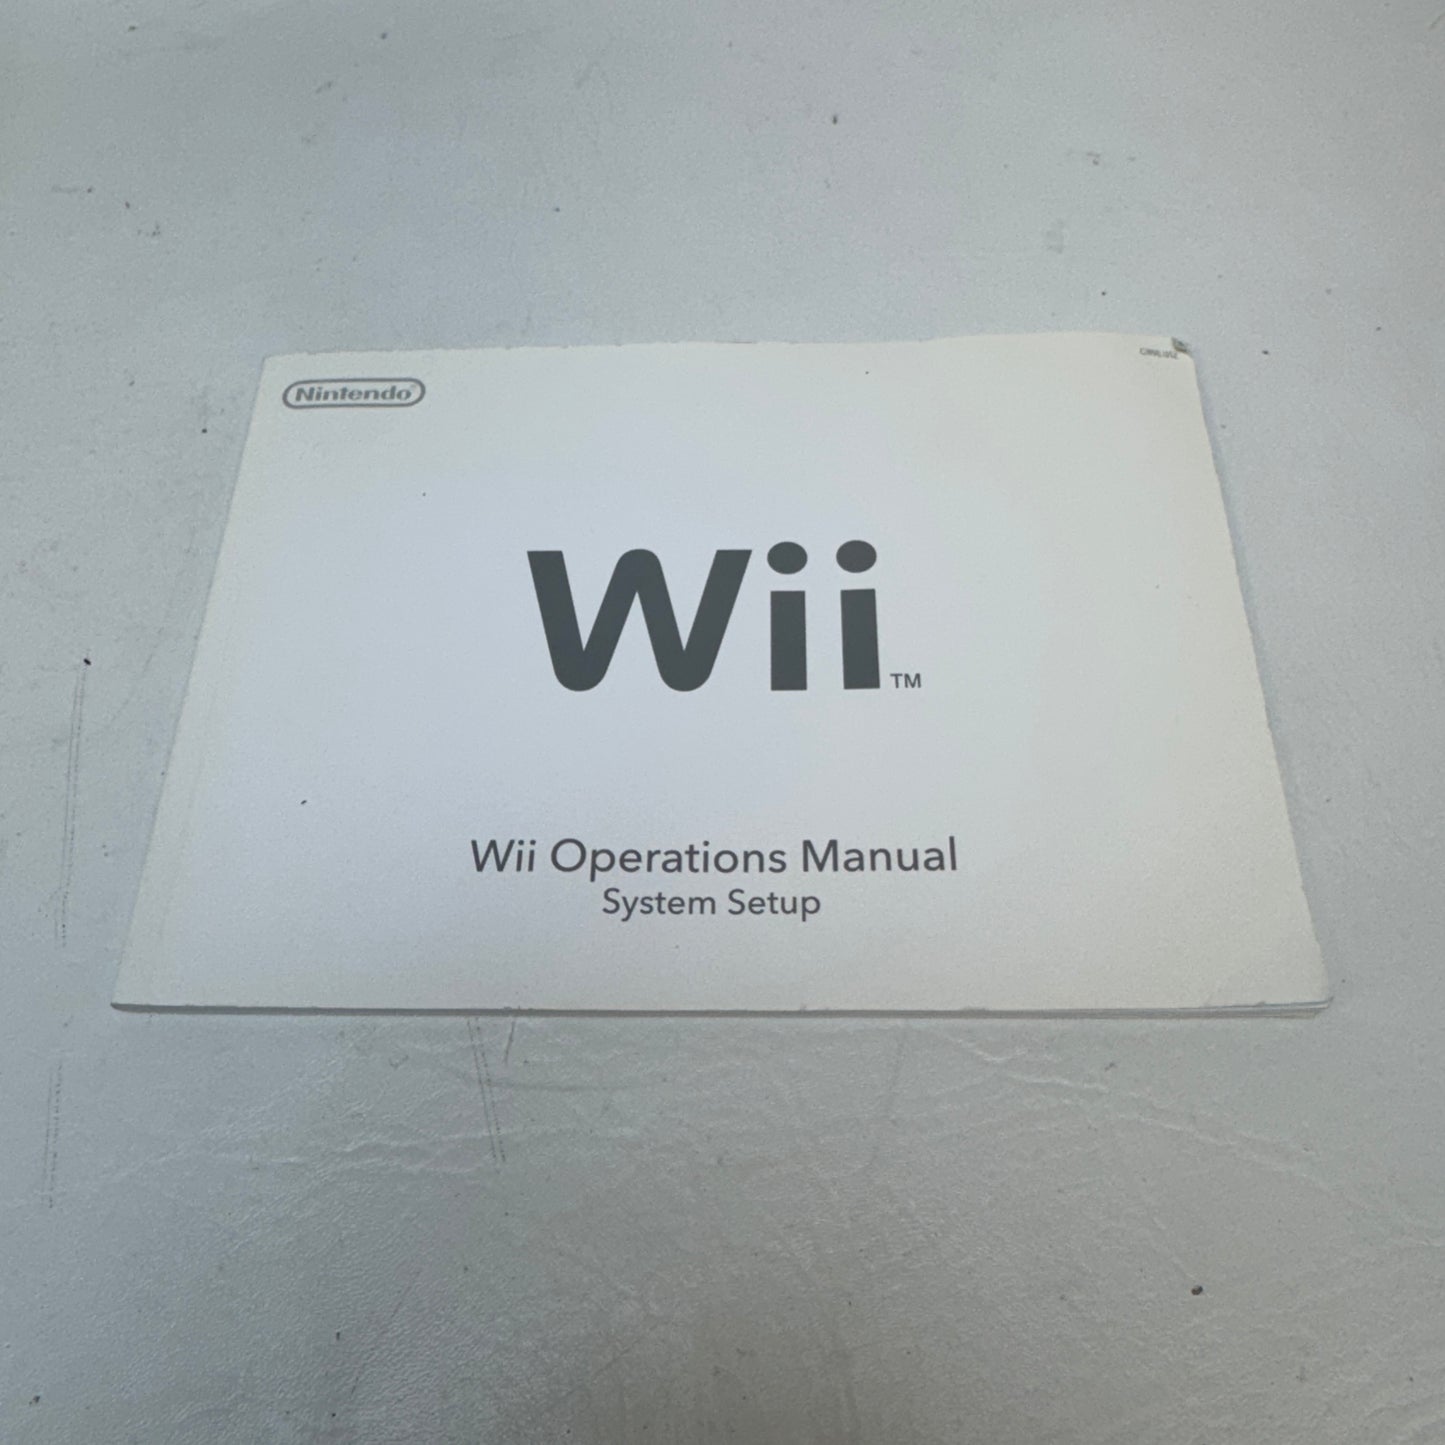 Nintendo®
Wii™
Wii Operations Manual
System Setup